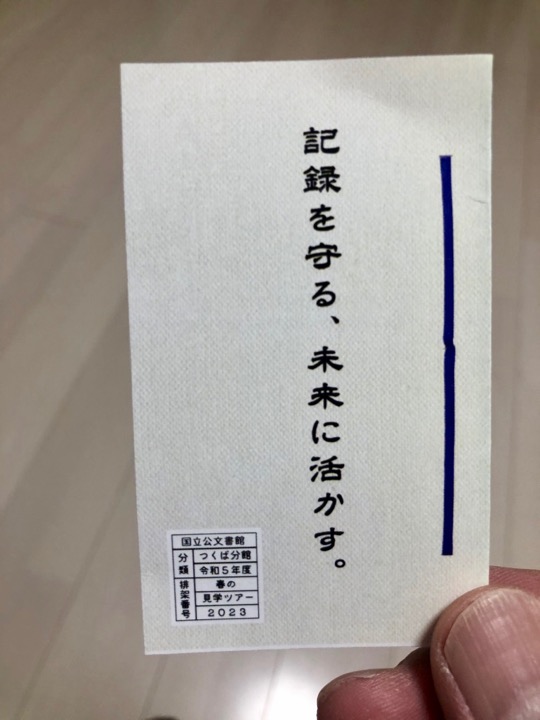 記録を守る、未来に活かす。
国立公文書館
分類
つくば分館
令和5年度
排架番号
春の
見学ツアー
2023